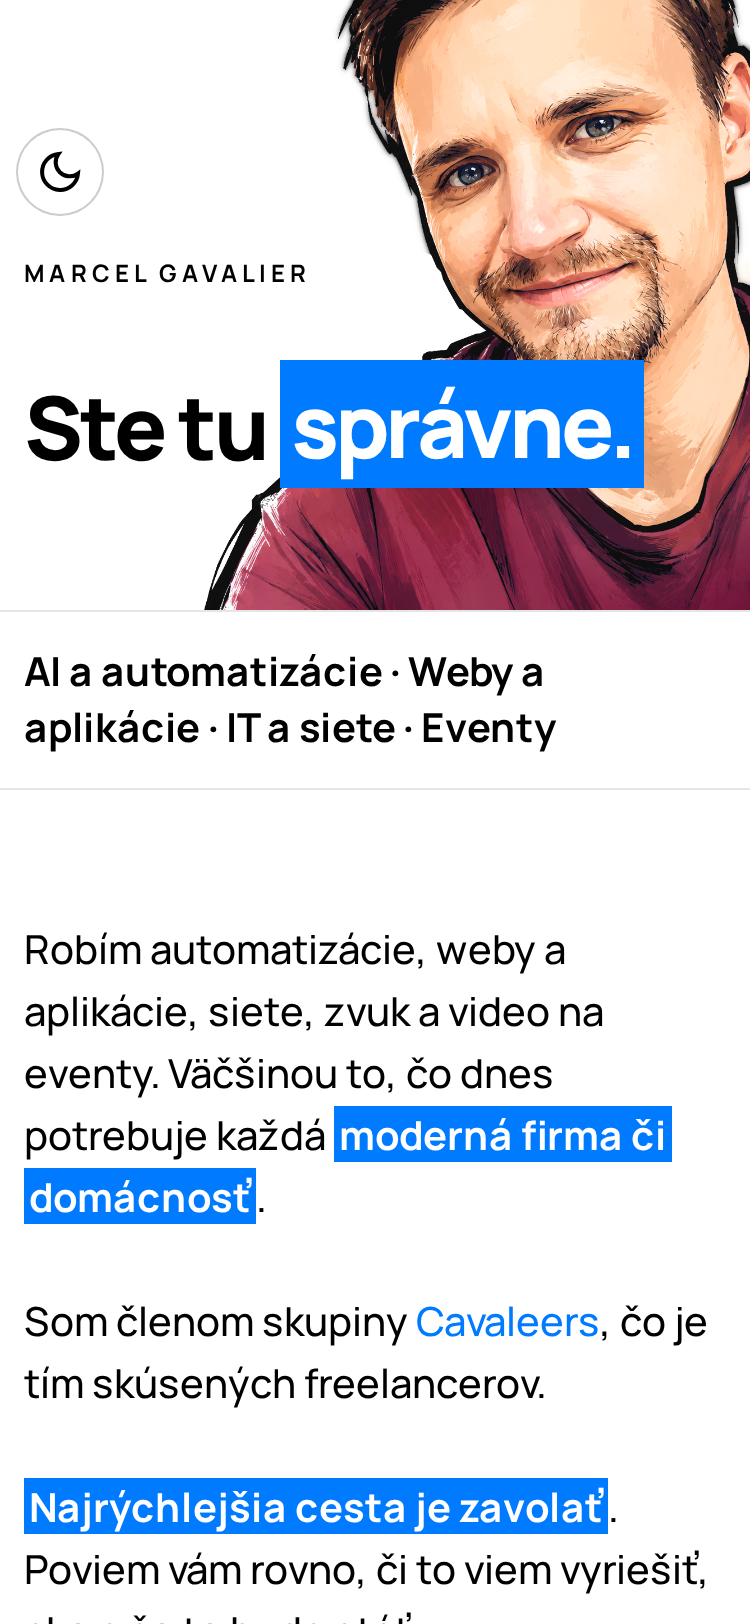 MARCEL GAVALIER
Ste tu správne.
AI a automatizácie · Weby a
aplikácie · IT a siete · Eventy
Robím automatizácie, weby a
aplikácie, siete, zvuk a video na
eventy. Väčšinou to, čo dnes
potrebuje každá moderná firma či
domácnosť.
Som členom skupiny Cavaleers, čo je
tím skúsených freelancerov.
Najrýchlejšia cesta je zavolať.
Poviem vám rovno, či to viem vyriešiť,